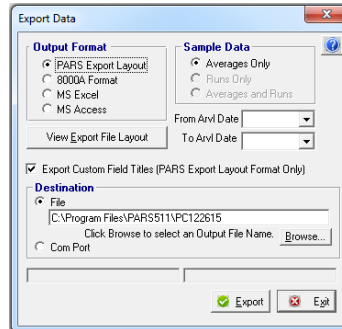 Export Data
Output Format
PARS Export Layout
8000A Format
MS Excel
MS Access
View Export File Layout
Sample Data
Averages Only
Runs Only
Averages and Runs
From Arvl Date
To Arvl Date
Export Custom Field Titles (PARS Export Layout Format Only)
Destination
File
C:\Program Files\PARS511\PC122615
Click Browse to select an Output File Name.
Browse...
Com Port
Export
Exit